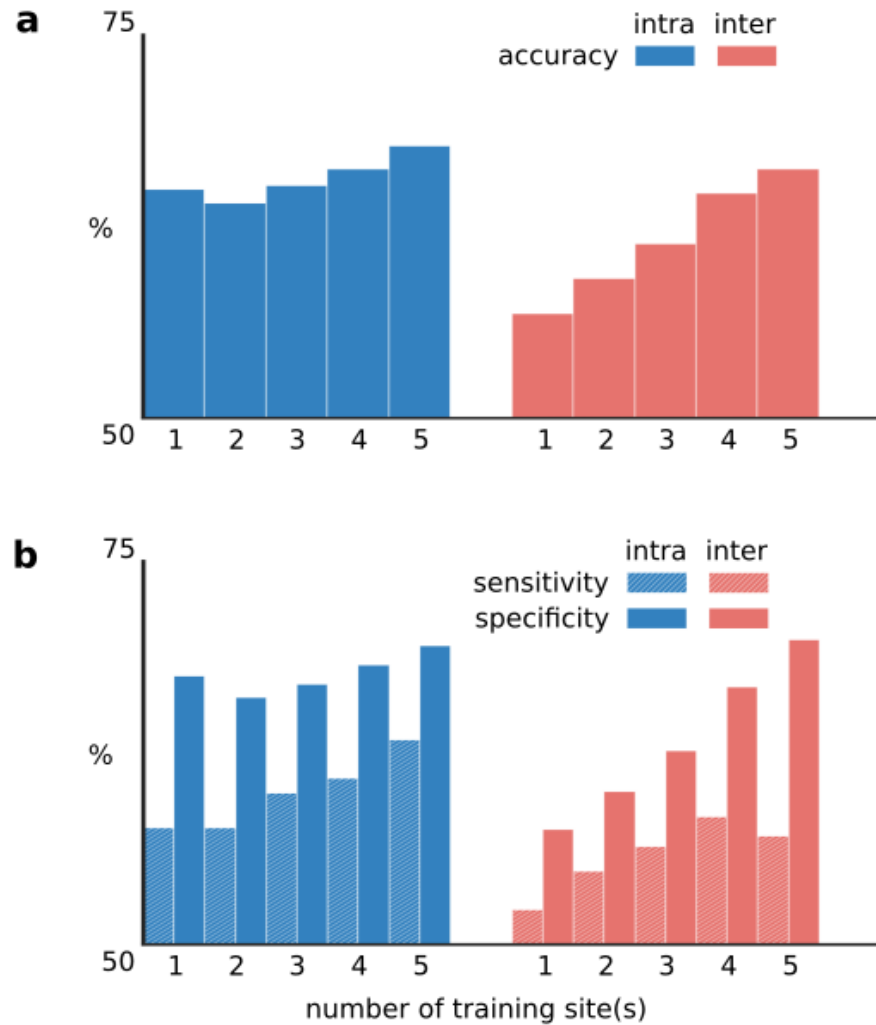 a
75
intra inter
accuracy
%
50
1 2 3 4 5 1 2 3 4 5
b
75
intra inter
sensitivity
specificity
%
50
1 2 3 4 5 1 2 3 4 5
number of training site(s)